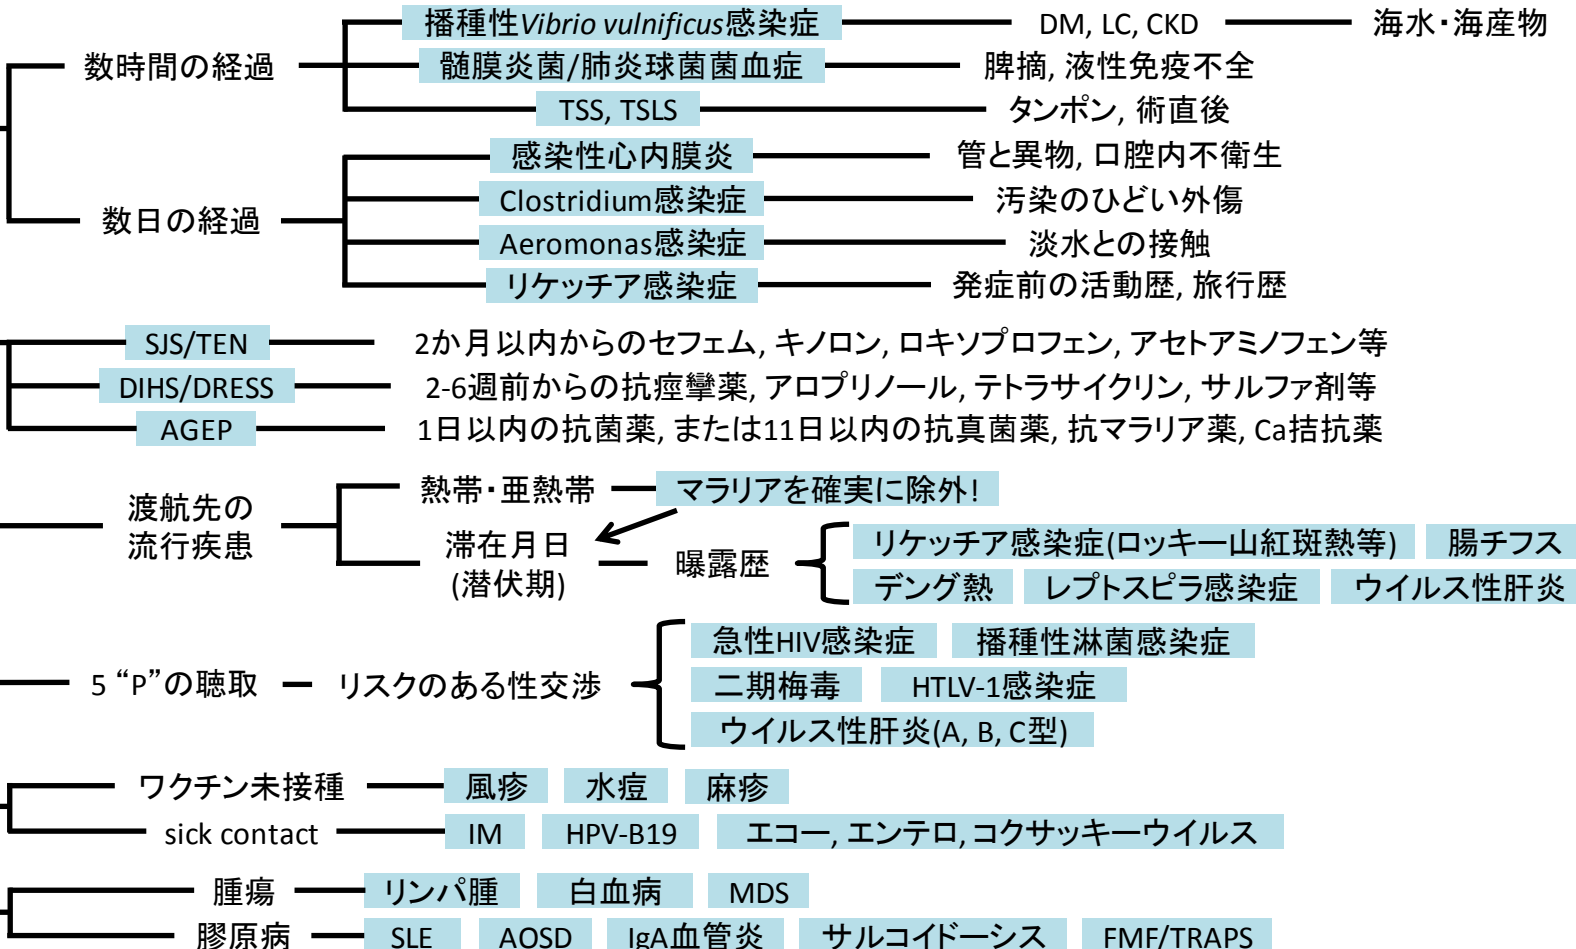 播種性Vibrio vulnificus感染症 DM, LC, CKD 海水・海産物
数時間の経過 髄膜炎菌/肺炎球菌菌血症 脾摘, 液性免疫不全
TSS, TSLS タンポン, 術直後
感染性心内膜炎 管と異物, 口腔内不衛生
Clostridium感染症 汚染のひどい外傷
数日の経過
Aeromonas感染症 淡水との接触
リケッチア感染症 発症前の活動歴, 旅行歴
SJS/TEN 2か月以内からのセフェム, キノロン, ロキソプロフェン, アセトアミノフェン等
DIHS/DRESS 2-6週前からの抗痙攣薬, アロプリノール, テトラサイクリン, サルファ剤等
AGEP 1日以内の抗菌薬, または11日以内の抗真菌薬, 抗マラリア薬, Ca拮抗薬
渡航先の
流行疾患
熱帯・亜熱帯 マラリアを確実に除外!
滞在月日
(潜伏期)
曝露歴
リケッチア感染症(ロッキー山紅斑熱等) 腸チフス
デング熱 レプトスピラ感染症 ウイルス性肝炎
5 “P”の聴取 リスクのある性交渉
急性HIV感染症 播種性淋菌感染症
二期梅毒 HTLV-1感染症
ウイルス性肝炎(A, B, C型)
ワクチン未接種 風疹 水痘 麻疹
sick contact IM HPV-B19 エコー, エンテロ, コクサッキーウイルス
腫瘍 リンパ腫 白血病 MDS
膠原病 SLE AOSD IgA血管炎 サルコイドーシス FMF/TRAPS